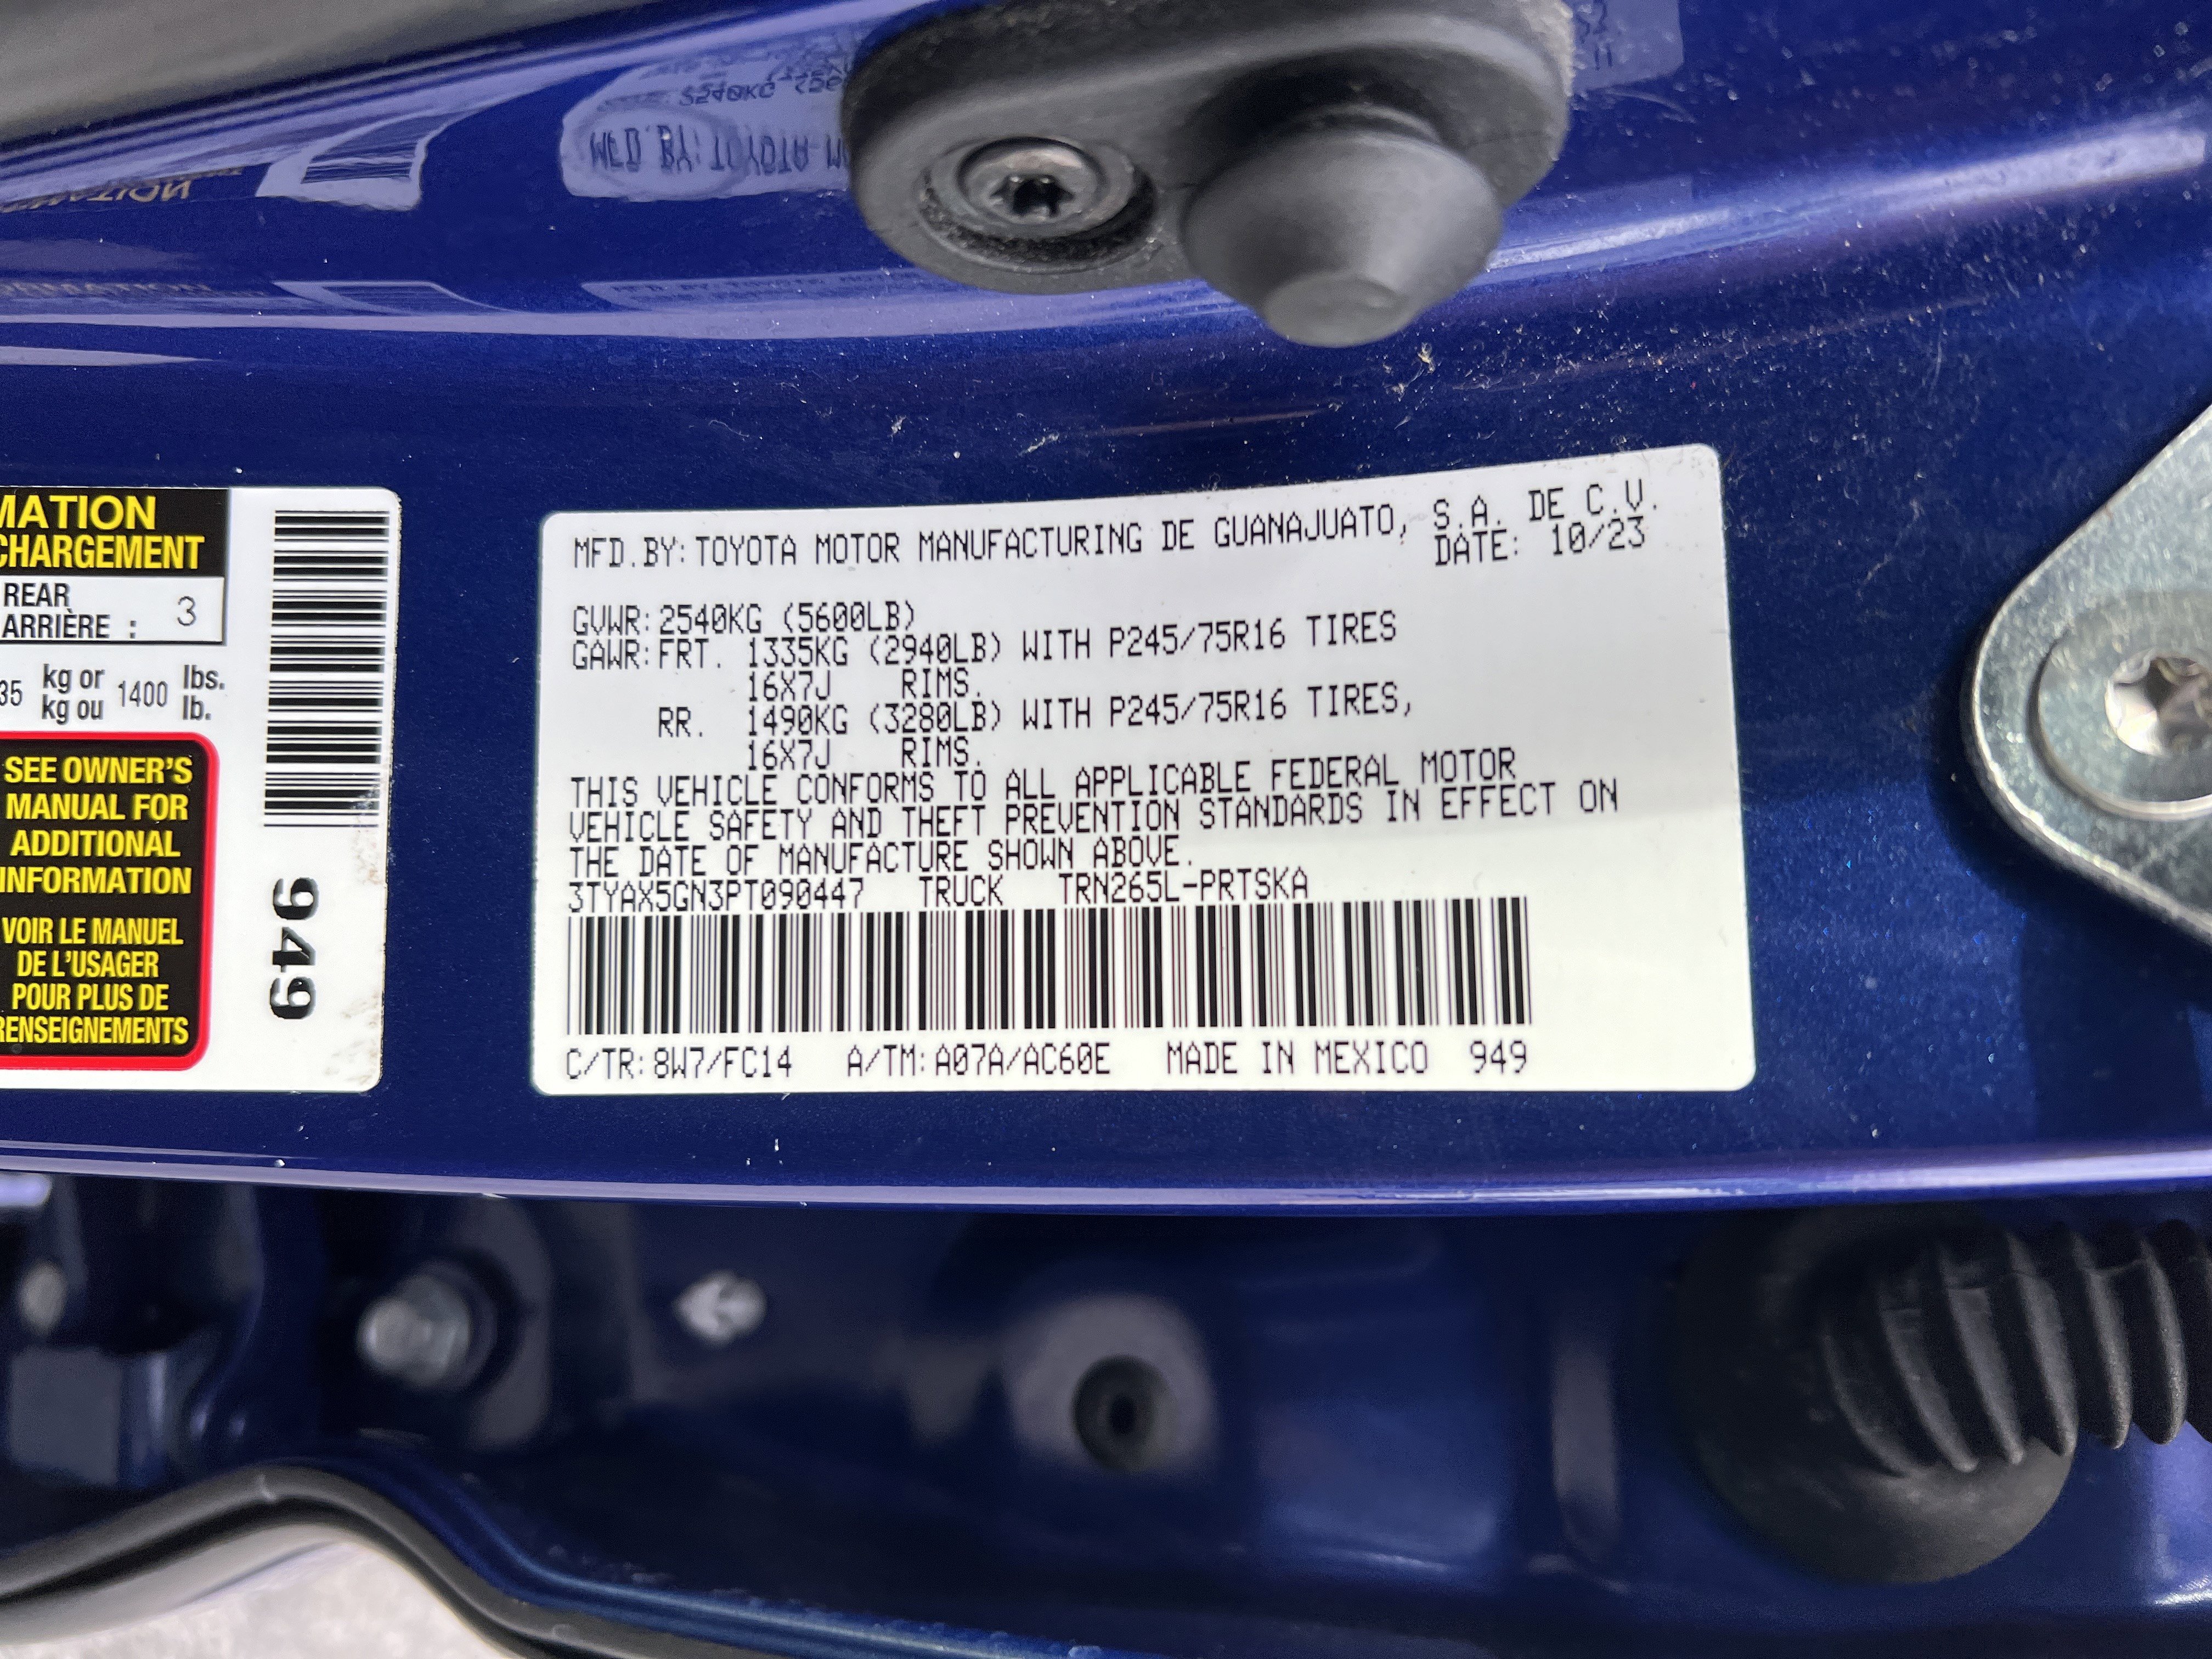 MATION
CHARGEMENT
REAR
ARRIÈRE : 3
35 kg or 1400 lbs.
kg ou lb.
SEE OWNER'S
MANUAL FOR
ADDITIONAL
INFORMATION
VOIR LE MANUEL
DE L'USAGER
POUR PLUS DE
RENSEIGNEMENTS
949
MFD.BY:TOYOTA MOTOR MANUFACTURING DE GUANAJUATO, S.A. DE C.V.
DATE: 10/23
GVWR:2540KG (5600LB)
GAWR:FRT. 1335KG (2940LB) WITH P245/75R16 TIRES
16X7J RIMS.
RR. 1490KG (3280LB) WITH P245/75R16 TIRES,
16X7J RIMS.
THIS VEHICLE CONFORMS TO ALL APPLICABLE FEDERAL MOTOR
VEHICLE SAFETY AND THEFT PREVENTION STANDARDS IN EFFECT ON
THE DATE OF MANUFACTURE SHOWN ABOVE.
3TYAX5GN3PT090447 TRUCK TRN265L-PRTSKA
C/TR:8W7/FC14 A/TM:A07A/AC60E MADE IN MEXICO 949